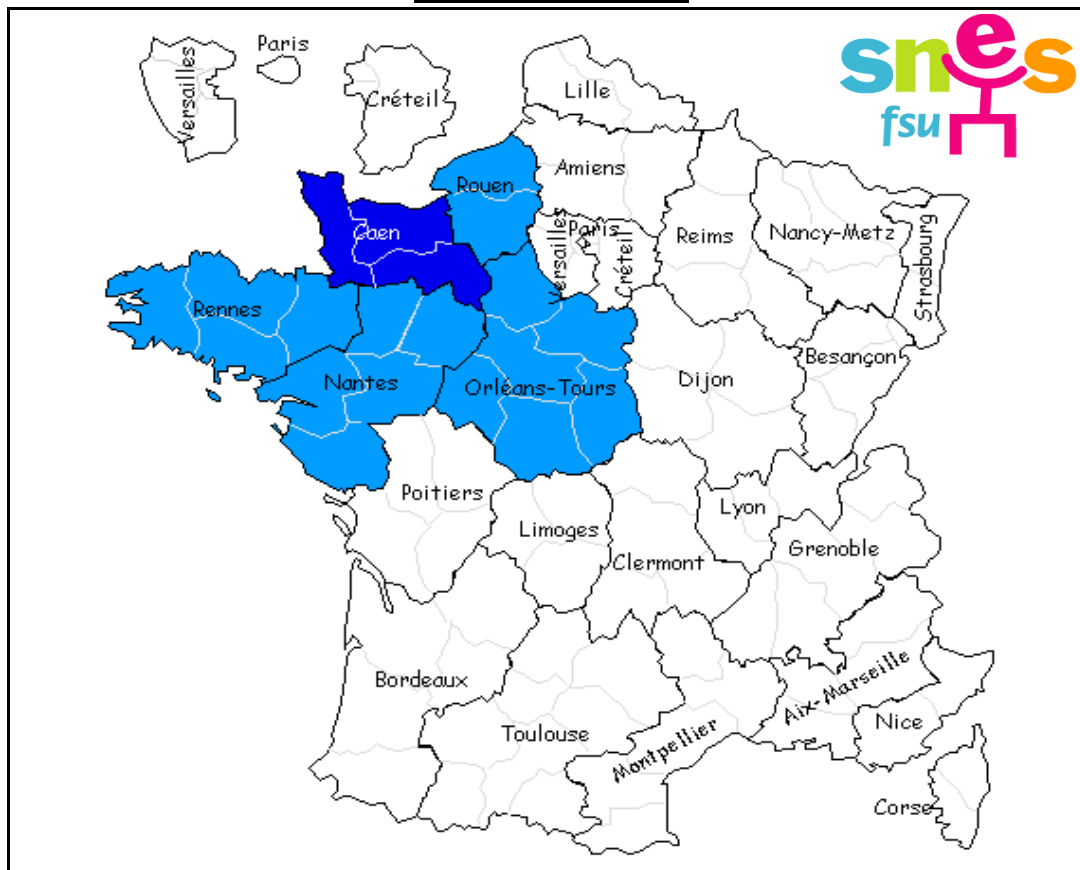 Versailles
Paris
Créteil
snes
fsu
Lille
Amiens
Rouen
Caen
Versailles
Paris
Créteil
Reims
Nancy-Metz
Strasbourg
Rennes
Nantes
Orléans-Tours
Dijon
Besançon
Poitiers
Limoges
Clermont
Lyon
Grenoble
Bordeaux
Toulouse
Montpellier
Aix-Marseille
Nice
Corse